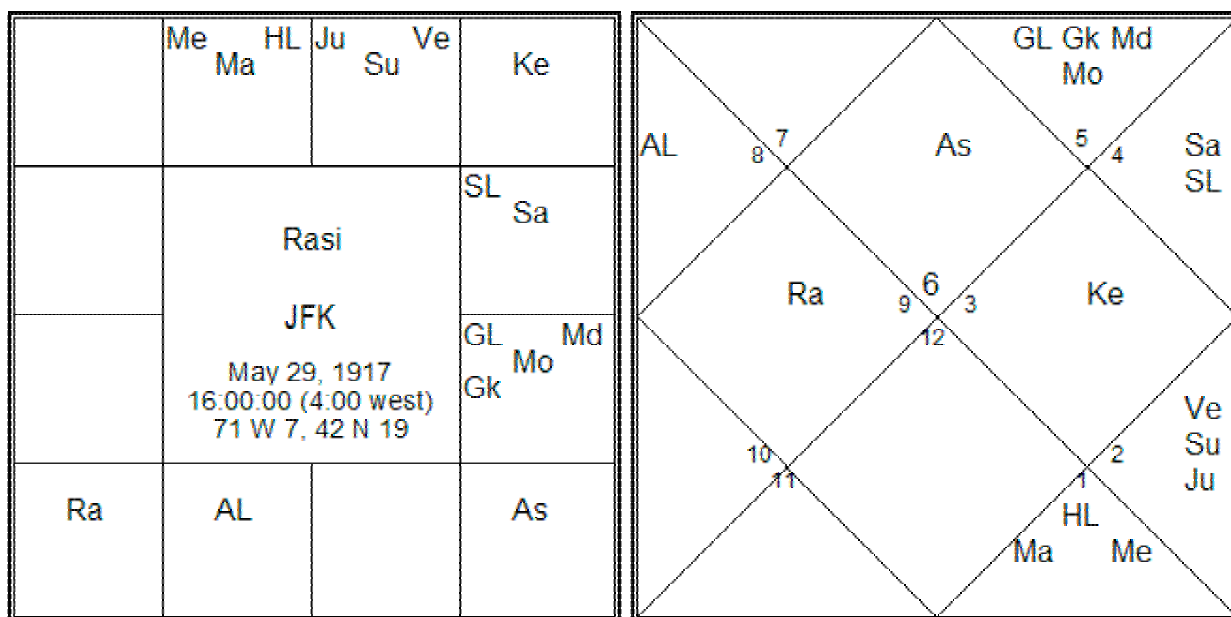 Me HL
Ma
Ju Ve
Su
Ke
SL
Sa
Rasi
JFK
May 29, 1917
16:00:00 (4:00 west)
71 W 7, 42 N 19
GL Md
Mo
Gk
Ra
AL
As
GL Gk Md
Mo
AL
7
8
As
5
4
Sa
SL
Ra
9
6
3
12
Ke
10
11
Ve
Su
Ju
2
1
HL
Ma Me